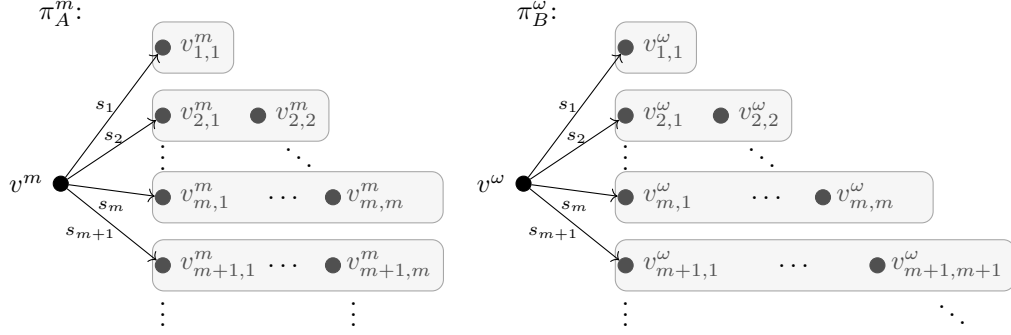 π_A^m: π_B^ω:
s_1 v_{1,1}^m s_1 v_{1,1}^ω
s_2 v_{2,1}^m v_{2,2}^m s_2 v_{2,1}^ω v_{2,2}^ω
⋮ ⋱ ⋮ ⋱
v^m s_m v_{m,1}^m ⋯ v_{m,m}^m v^ω s_m v_{m,1}^ω ⋯ v_{m,m}^ω
s_{m+1} v_{m+1,1}^m ⋯ v_{m+1,m}^m s_{m+1} v_{m+1,1}^ω ⋯ v_{m+1,m+1}^ω
⋮ ⋮ ⋮ ⋱